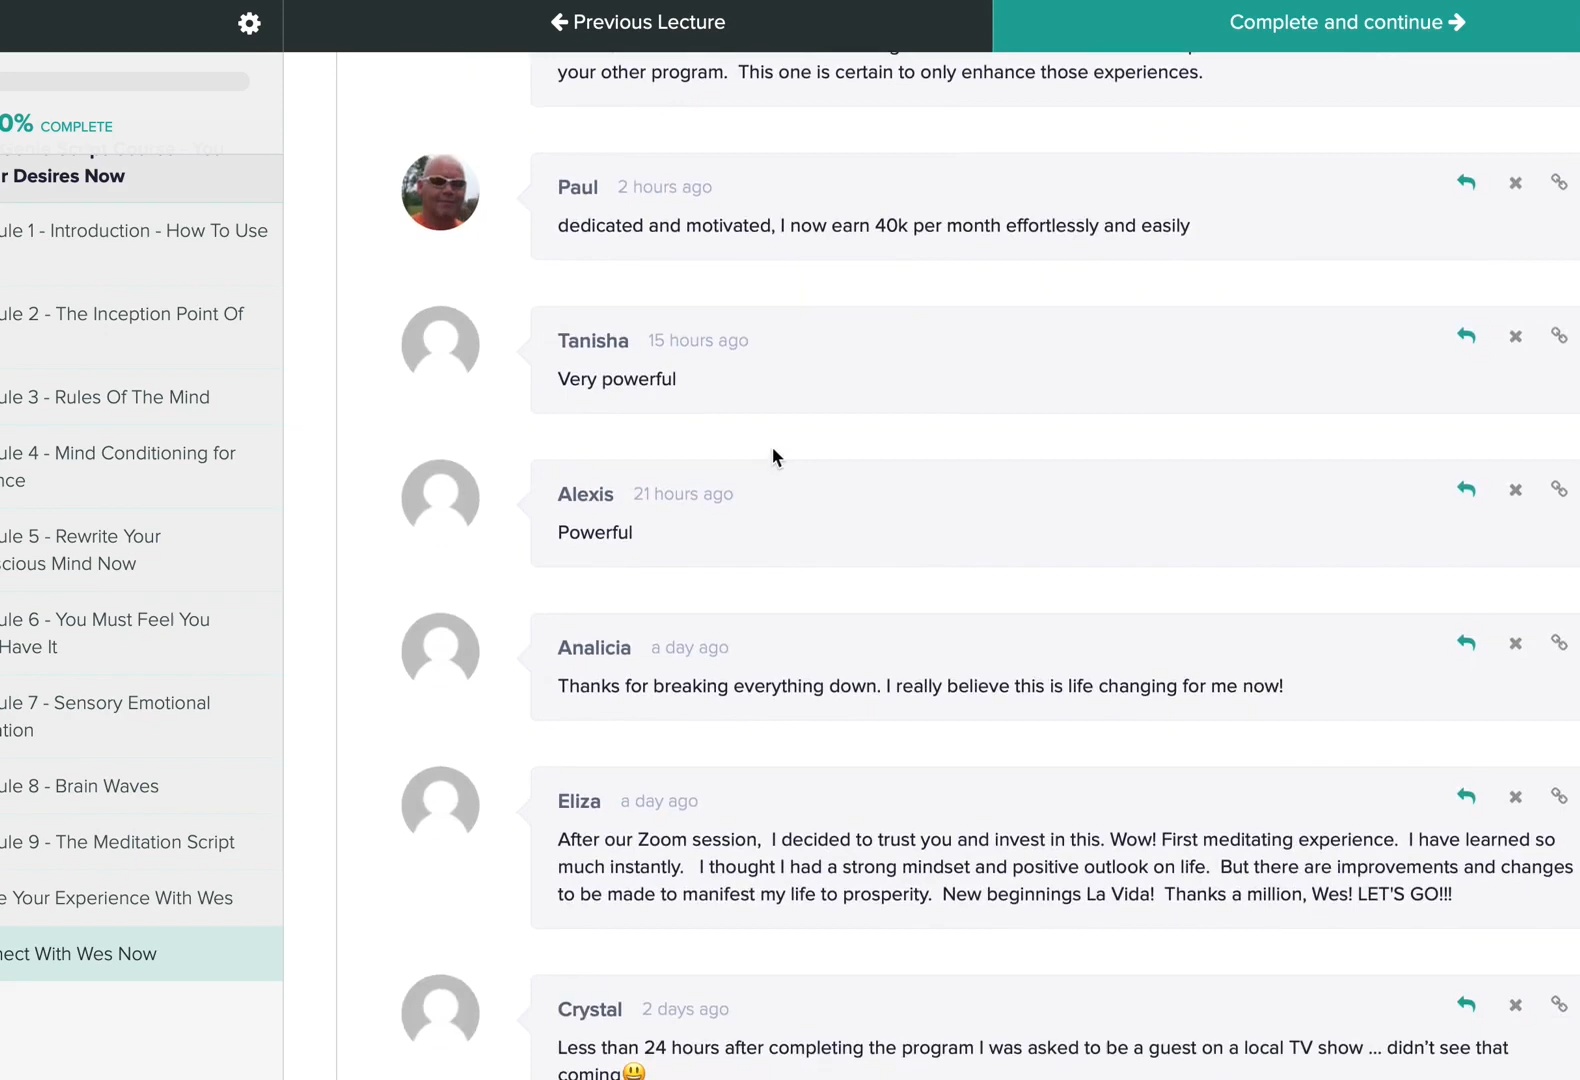 Previous Lecture
Complete and continue
your other program.  This one is certain to only enhance those experiences.
0% COMPLETE
r Desires Now
ule 1 - Introduction - How To Use
ule 2 - The Inception Point Of
ule 3 - Rules Of The Mind
ule 4 - Mind Conditioning for
nce
ule 5 - Rewrite Your
scious Mind Now
ule 6 - You Must Feel You
Have It
ule 7 - Sensory Emotional
ation
ule 8 - Brain Waves
ule 9 - The Meditation Script
e Your Experience With Wes
nect With Wes Now
Paul 2 hours ago
dedicated and motivated, I now earn 40k per month effortlessly and easily
Tanisha 15 hours ago
Very powerful
Alexis 21 hours ago
Powerful
Analicia a day ago
Thanks for breaking everything down. I really believe this is life changing for me now!
Eliza a day ago
After our Zoom session,  I decided to trust you and invest in this. Wow! First meditating experience.  I have learned so
much instantly.   I thought I had a strong mindset and positive outlook on life.  But there are improvements and changes
to be made to manifest my life to prosperity.  New beginnings La Vida!  Thanks a million, Wes! LET'S GO!!!
Crystal 2 days ago
Less than 24 hours after completing the program I was asked to be a guest on a local TV show ... didn't see that
coming😃